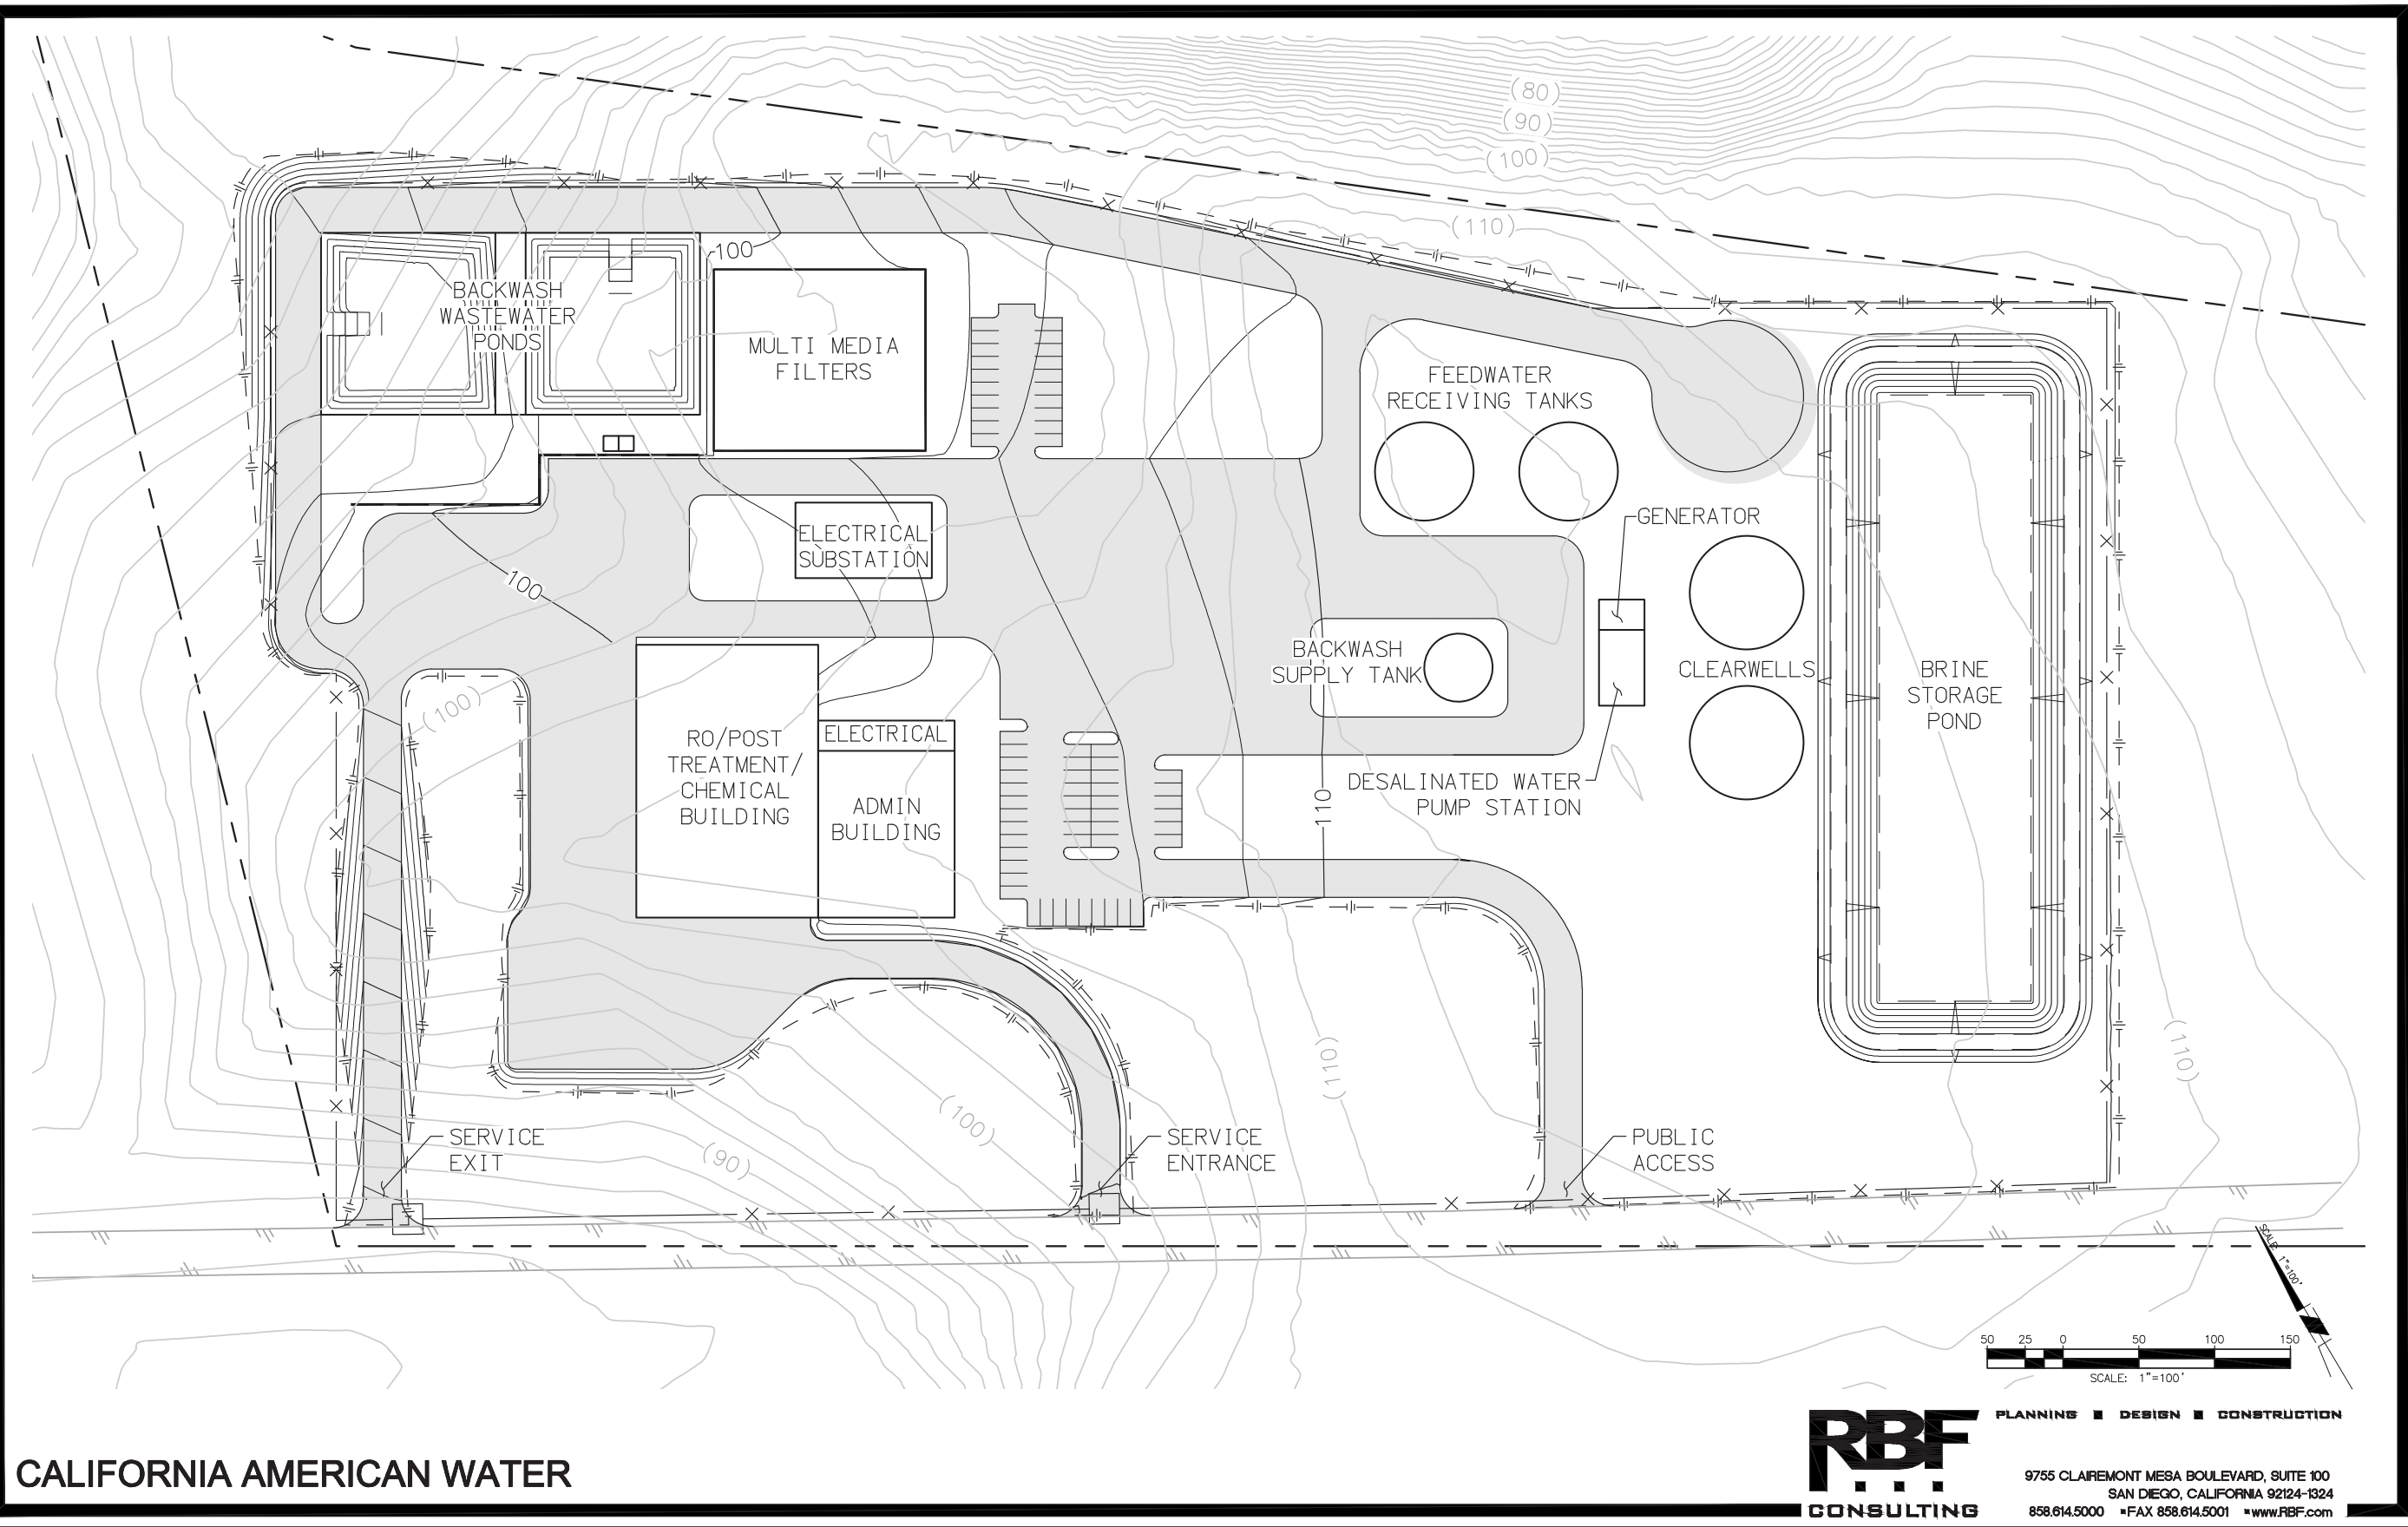 (80)
(90)
(100)
(110)
100
BACKWASH
WASTEWATER
PONDS
MULTI MEDIA
FILTERS
FEEDWATER
RECEIVING TANKS
GENERATOR
ELECTRICAL
SUBSTATION
100
BACKWASH
SUPPLY TANK
CLEARWELLS
BRINE
STORAGE
POND
(100)
RO/POST
TREATMENT/
CHEMICAL
BUILDING
ELECTRICAL
ADMIN
BUILDING
110
DESALINATED WATER
PUMP STATION
(110)
(110)
(100)
(90)
SERVICE
EXIT
SERVICE
ENTRANCE
PUBLIC
ACCESS
SCALE: 1"=100'
50 25 0 50 100 150
SCALE: 1"=100'
RBF
CONSULTING
PLANNING ■ DESIGN ■ CONSTRUCTION
9755 CLAIREMONT MESA BOULEVARD, SUITE 100
SAN DIEGO, CALIFORNIA 92124-1324
858.614.5000 ▪FAX 858.614.5001 ▪www.RBF.com
CALIFORNIA AMERICAN WATER